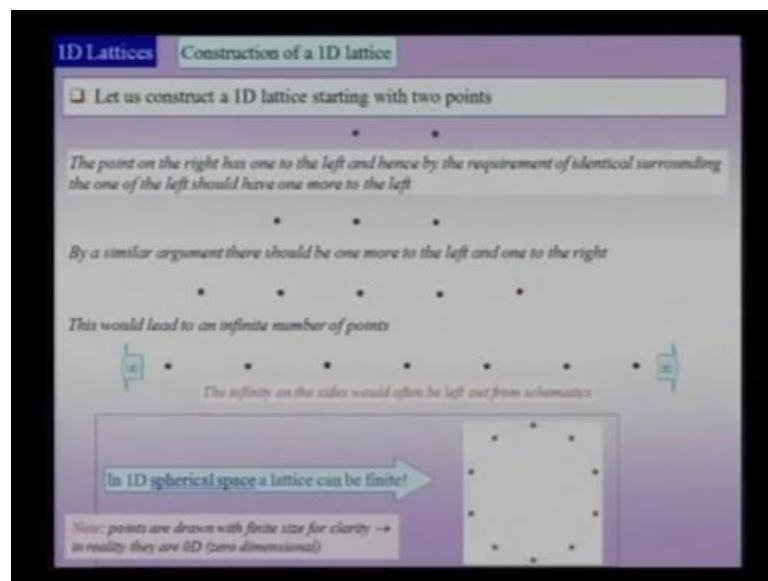 1D Lattices
Construction of a 1D lattice
Let us construct a 1D lattice starting with two points
The point on the right has one to the left and hence by the requirement of identical surrounding
the one of the left should have one more to the left
By a similar argument there should be one more to the left and one to the right
This would lead to an infinite number of points
The infinity on the sides would often be left out from schematics
In 1D spherical space a lattice can be finite!
Note: points are drawn with finite size for clarity →
in reality they are 0D (zero dimensional)